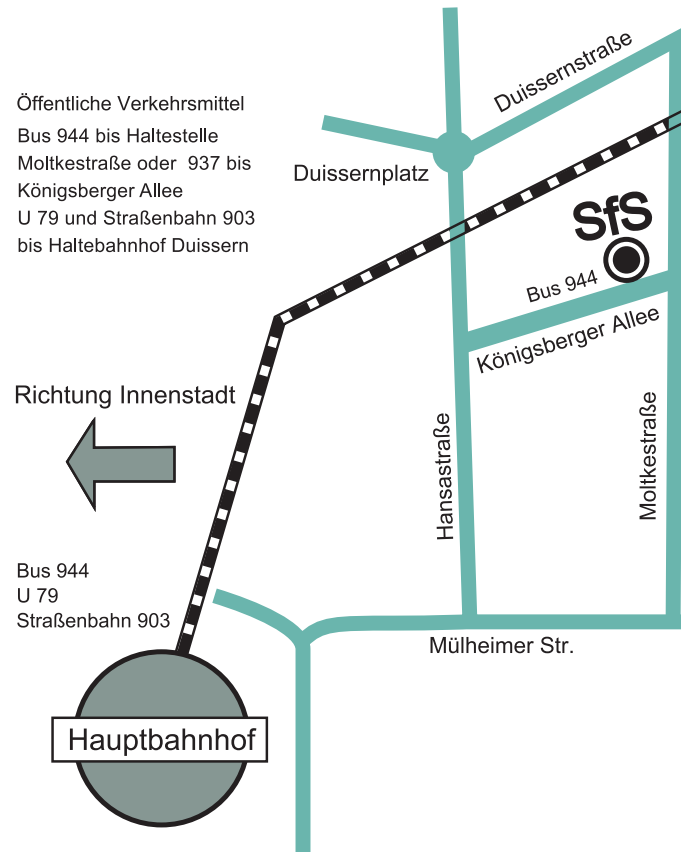 Öffentliche Verkehrsmittel
Bus 944 bis Haltestelle
Moltkestraße oder 937 bis
Königsberger Allee
U 79 und Straßenbahn 903
bis Haltebahnhof Duissern
Duissernstraße
Duissernplatz
SfS
Bus 944
Königsberger Allee
Richtung Innenstadt
Hansastraße
Moltkestraße
Bus 944
U 79
Straßenbahn 903
Mülheimer Str.
Hauptbahnhof